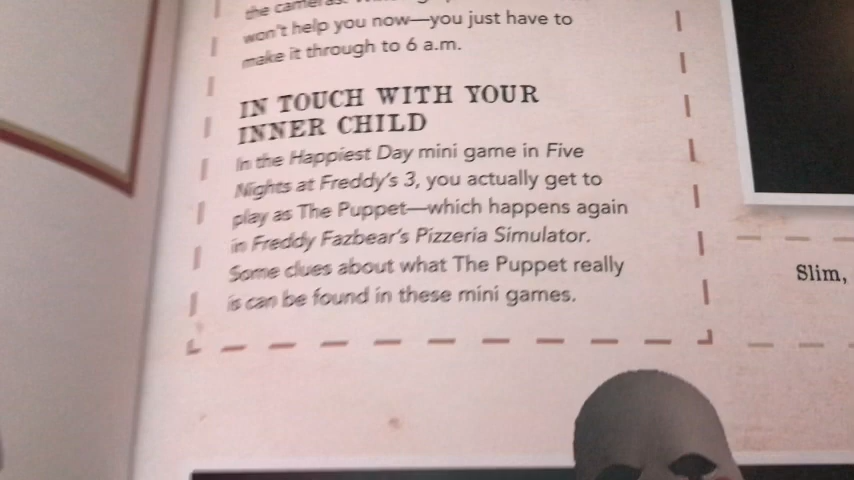 the cameras.
won't help you now—you just have to
make it through to 6 a.m.
IN TOUCH WITH YOUR
INNER CHILD
In the Happiest Day mini game in Five
Nights at Freddy's 3, you actually get to
play as The Puppet—which happens again
in Freddy Fazbear's Pizzeria Simulator.
Some clues about what The Puppet really
is can be found in these mini games.
Slim,